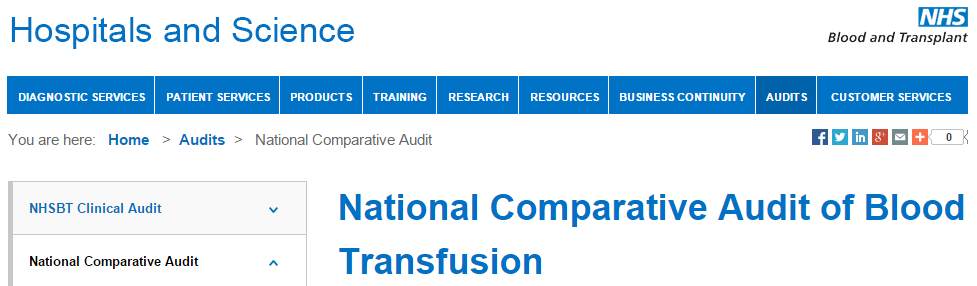 Hospitals and Science
NHS
Blood and Transplant
DIAGNOSTIC SERVICES PATIENT SERVICES PRODUCTS TRAINING RESEARCH RESOURCES BUSINESS CONTINUITY AUDITS CUSTOMER SERVICES
You are here: Home > Audits > National Comparative Audit
0
NHSBT Clinical Audit
National Comparative Audit
National Comparative Audit of Blood
Transfusion